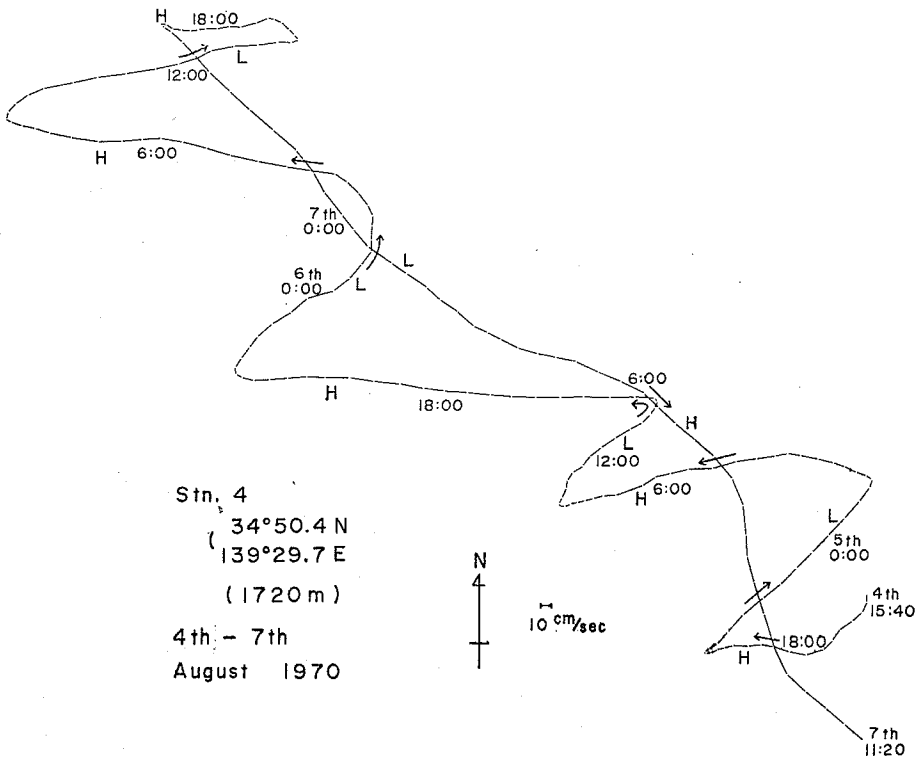 H
18:00
L
12:00
H
6:00
7th
0:00
L
6th
0:00
L
H
18:00
6:00
H
L
12:00
6:00
H
L
5th
0:00
4th
15:40
18:00
H
7th
11:20
Stn. 4
( 34°50.4 N
139°29.7 E
(1720m)
4th – 7th
August 1970
N
10 cm/sec